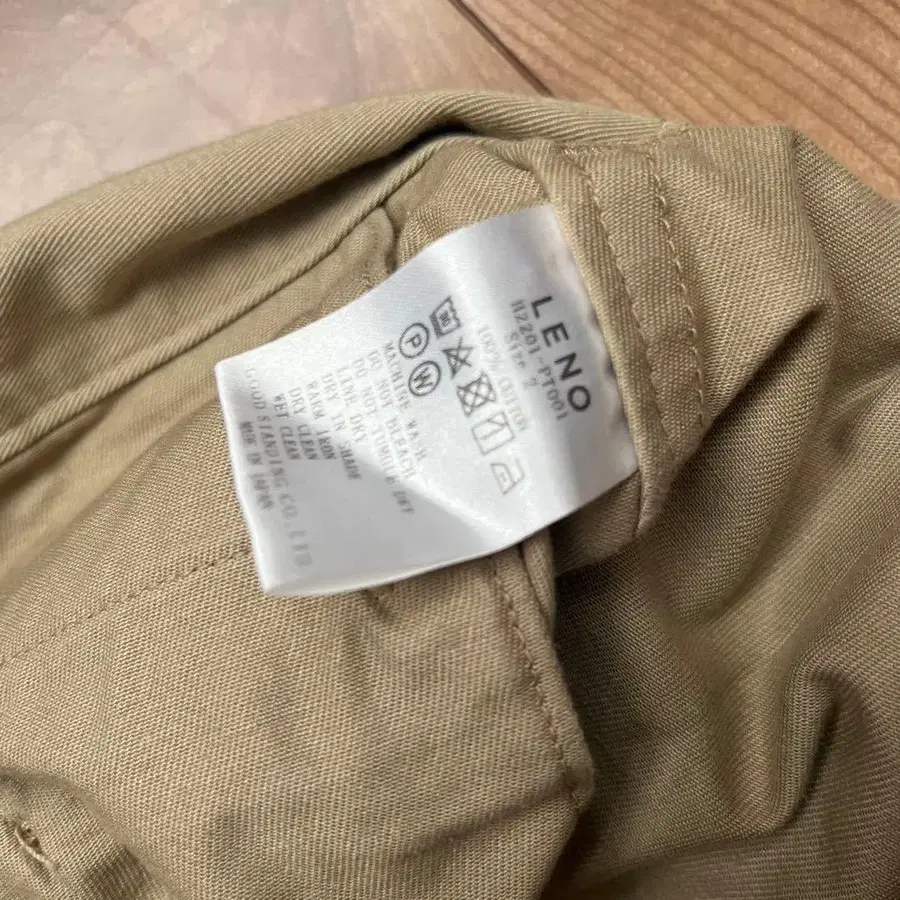 LENO
H2201-PT001
Size 2
100% COTTON
P W
MACHINE WASH
DO NOT BLEACH
DO NOT TUMBLE DRY
LINE DRY
DRY IN SHADE
WARM IRON
DRY CLEAN
WET CLEAN
GOOD STANDING CO.LTD
MADE IN JAPAN